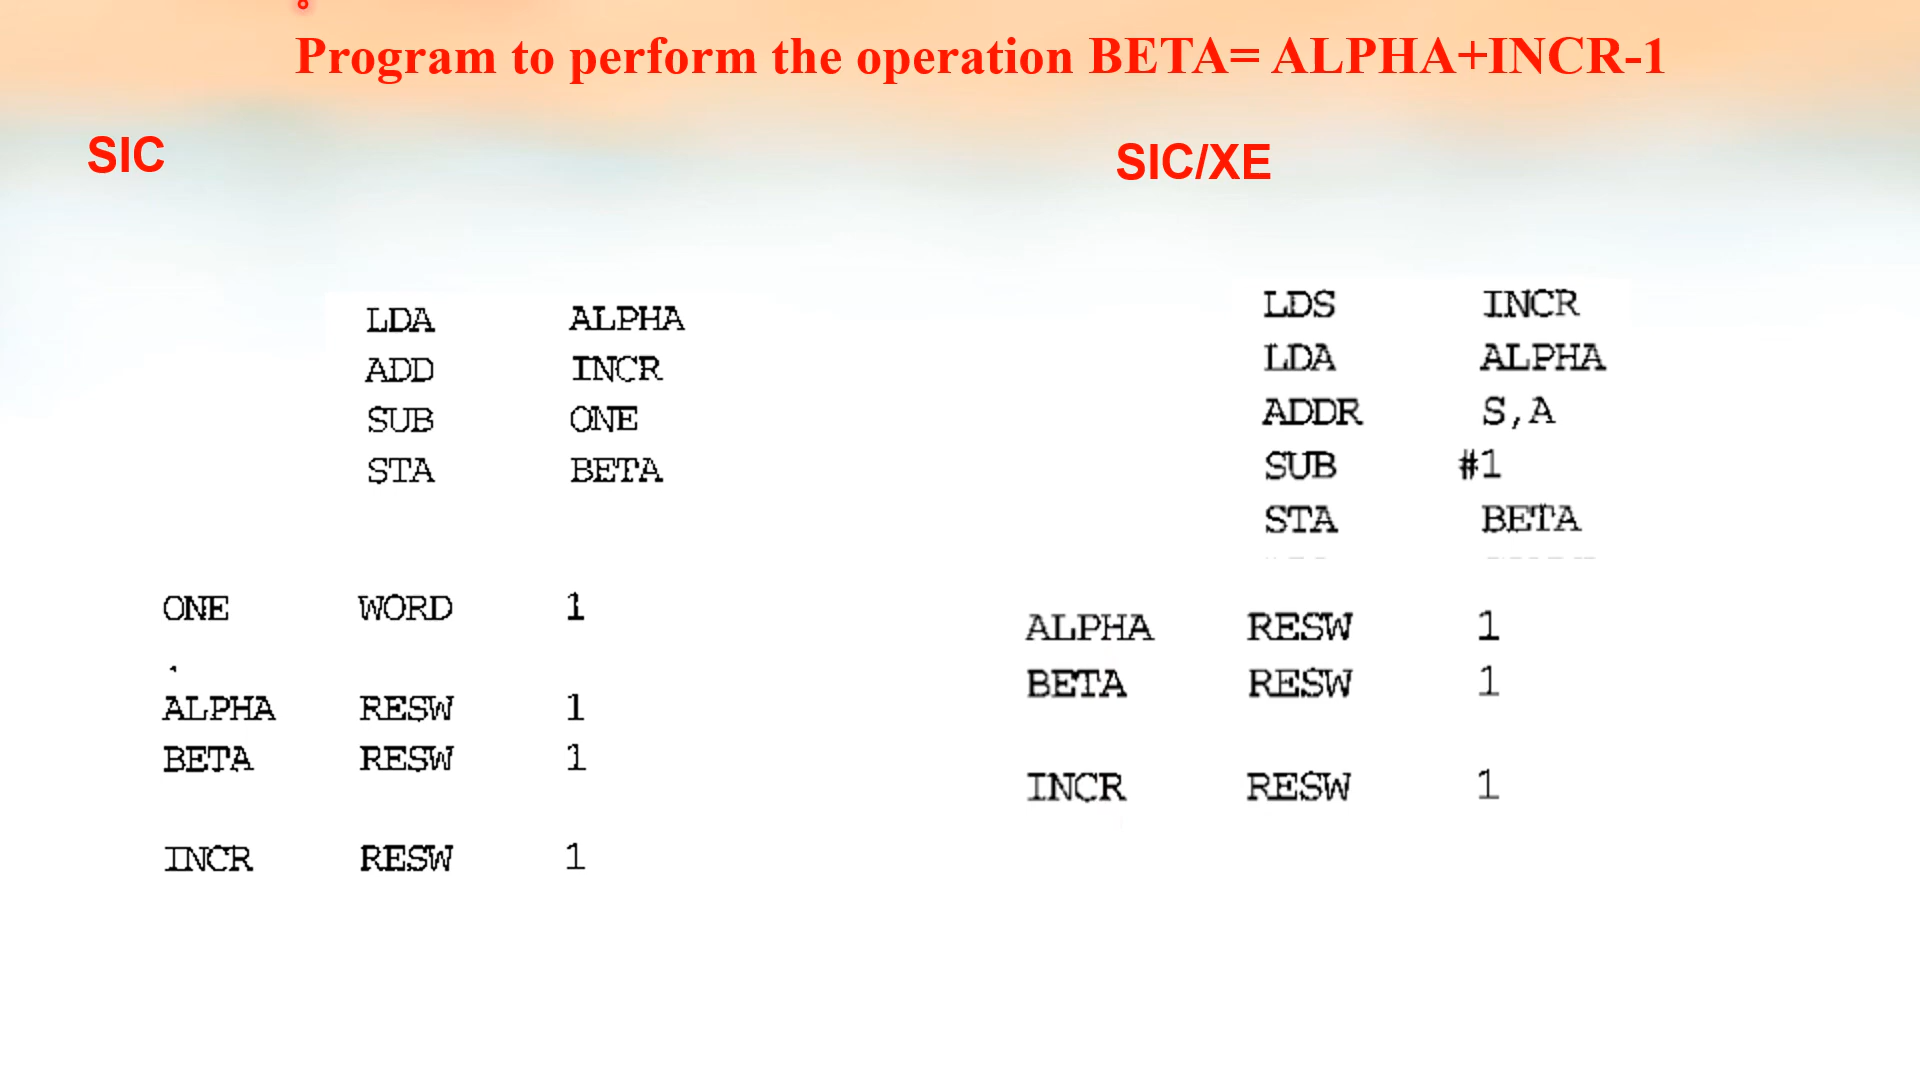 Program to perform the operation BETA= ALPHA+INCR-1
SIC
LDA ALPHA
ADD INCR
SUB ONE
STA BETA
ONE WORD 1
ALPHA RESW 1
BETA RESW 1
INCR RESW 1
SIC/XE
LDS INCR
LDA ALPHA
ADDR S,A
SUB #1
STA BETA
ALPHA RESW 1
BETA RESW 1
INCR RESW 1